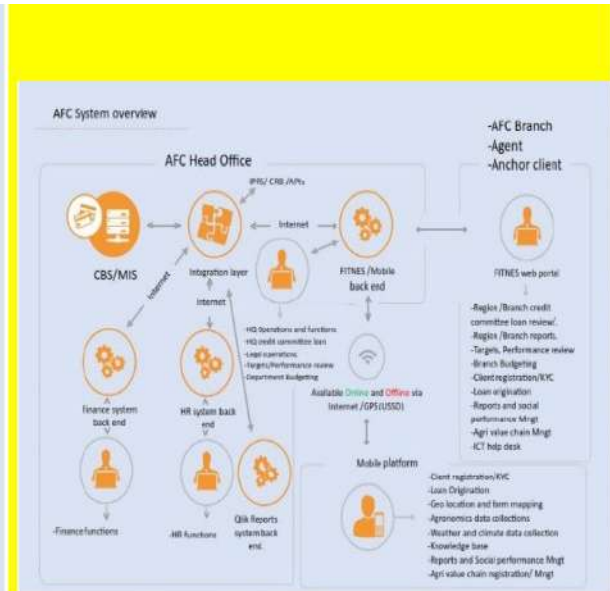 AFC System overview
-AFC Branch
-Agent
-Anchor client
AFC Head Office
IPRS/ CRB /APIs
Internet
CBS/MIS
Integration layer
FITNES /Mobile
back end
FITNES web portal
Internet
Internet
-HQ Operations and functions
-HQ credit committee loan
-Legal operations
-Targets/Performance review
-Department Budgeting
-Region /Branch credit
committee loan review/.
-Region /Branch reports.
-Targets, Performance review
-Branch Budgeting
-Client registration/KYC
-Loan origination
-Reports and social
performance Mngt
-Agri value chain Mngt
-ICT help desk
Finance system
back end
HR system back
end
Available Online and Offline via
Internet /GPS(USSD)
Mobile platform
-Finance functions
-HR functions
Qlik Reports
system back
end.
-Client registration/KYC
-Loan Origination
-Geo location and farm mapping
-Agronomics data collections
-Weather and climate data collection
-Knowledge base
-Reports and Social performance Mngt
-Agri value chain registration/ Mngt